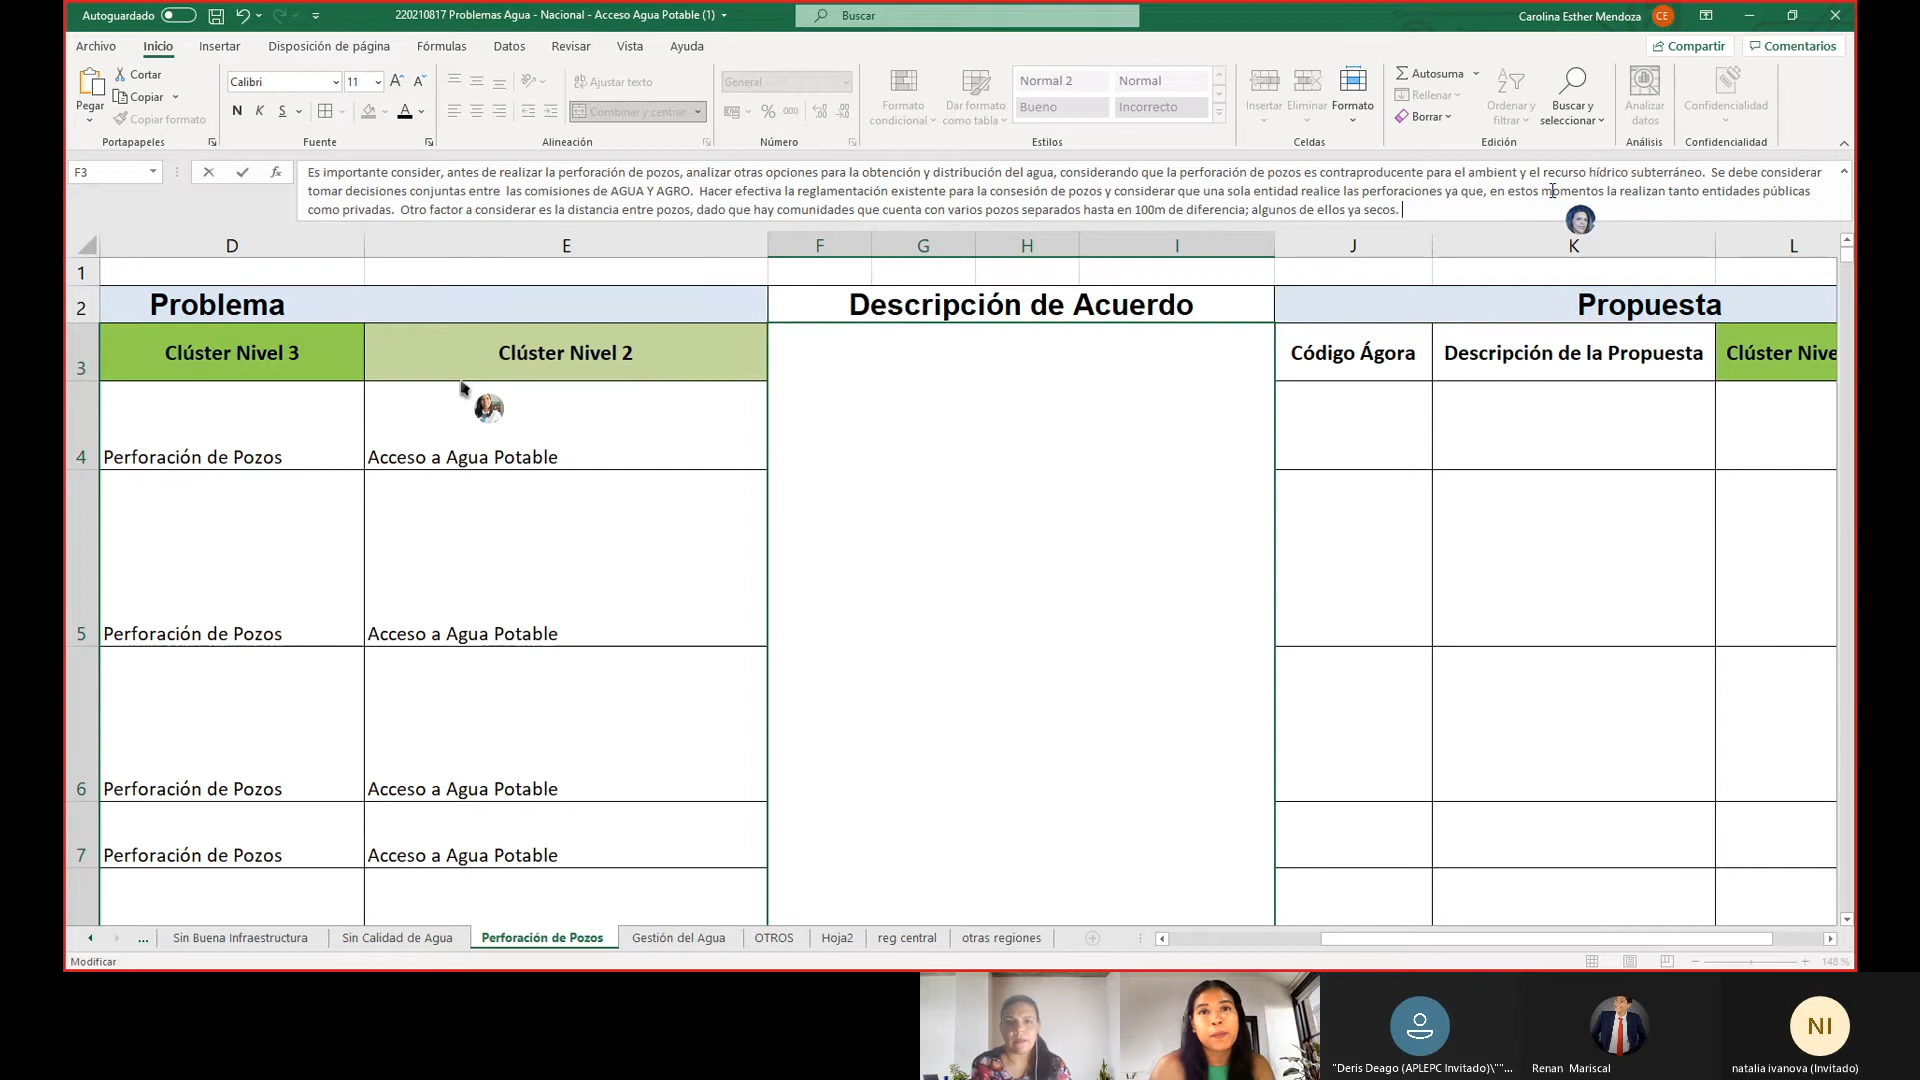 Autoguardado
220210817 Problemas Agua - Nacional - Acceso Agua Potable (1)
Buscar
Carolina Esther Mendoza
CE
Archivo Inicio Insertar Disposición de página Fórmulas Datos Revisar Vista Ayuda
Compartir
Comentarios
Pegar
Cortar
Copiar
Copiar formato
Portapapeles
Calibri
11
N K S
Fuente
Ajustar texto
Combinar y centrar
Alineación
General
% 000
Número
Formato condicional
Dar formato como tabla
Normal 2
Normal
Bueno
Incorrecto
Estilos
Insertar
Eliminar
Formato
Celdas
Autosuma
Rellenar
Borrar
Ordenar y filtrar
Buscar y seleccionar
Edición
Analizar datos
Análisis
Confidencialidad
Confidencialidad
F3
fx
Es importante consider, antes de realizar la perforación de pozos, analizar otras opciones para la obtención y distribución del agua, considerando que la perforación de pozos es contraproducente para el ambient y el recurso hídrico subterráneo. Se debe considerar
tomar decisiones conjuntas entre las comisiones de AGUA Y AGRO. Hacer efectiva la reglamentación existente para la consesión de pozos y considerar que una sola entidad realice las perforaciones ya que, en estos momentos la realizan tanto entidades públicas
como privadas. Otro factor a considerar es la distancia entre pozos, dado que hay comunidades que cuenta con varios pozos separados hasta en 100m de diferencia; algunos de ellos ya secos.
D E F G H I J K L
1
2 Problema Descripción de Acuerdo Propuesta
3 Clúster Nivel 3 Clúster Nivel 2 Código Ágora Descripción de la Propuesta Clúster Nive
4 Perforación de Pozos Acceso a Agua Potable
5 Perforación de Pozos Acceso a Agua Potable
6 Perforación de Pozos Acceso a Agua Potable
7 Perforación de Pozos Acceso a Agua Potable
... Sin Buena Infraestructura Sin Calidad de Agua Perforación de Pozos Gestión del Agua OTROS Hoja2 reg central otras regiones
Modificar
148 %
NI
"Deris Deago (APLEPC Invitado)\""...
Renan Mariscal
natalia ivanova (Invitado)